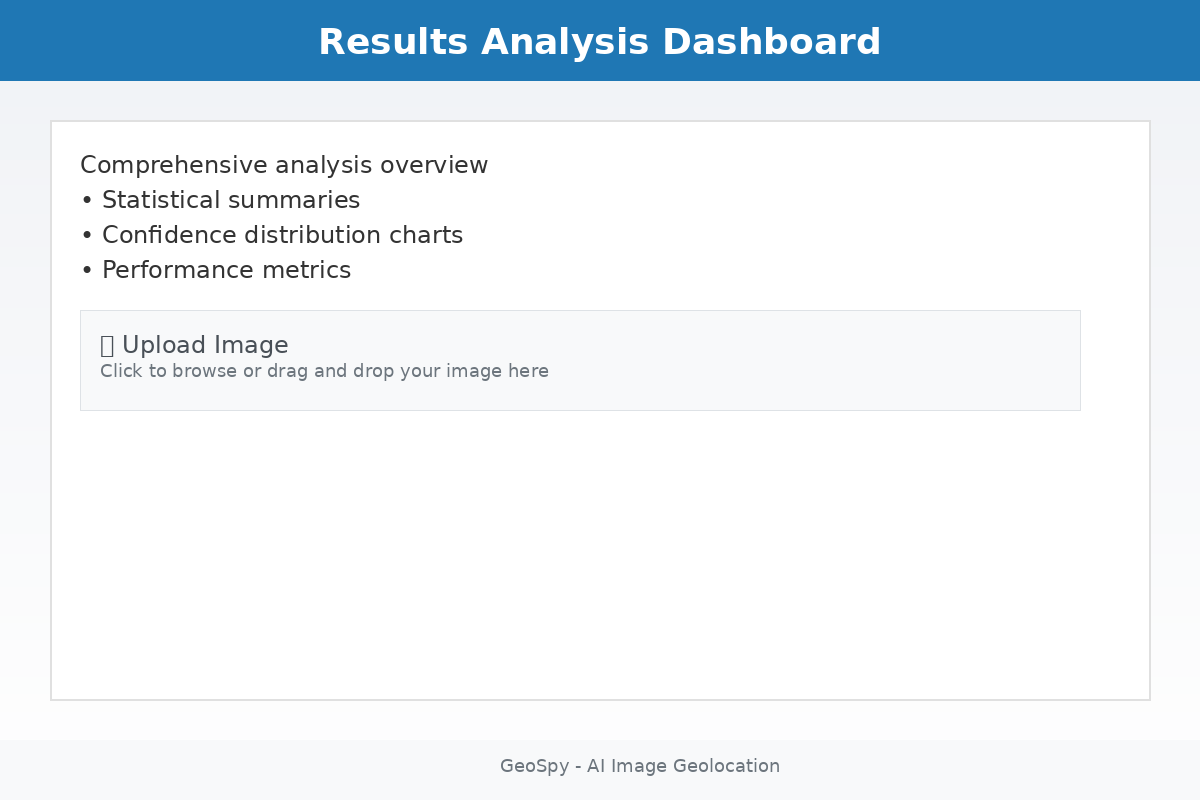 Results Analysis Dashboard
Comprehensive analysis overview
• Statistical summaries
• Confidence distribution charts
• Performance metrics
Upload Image
Click to browse or drag and drop your image here
GeoSpy - AI Image Geolocation